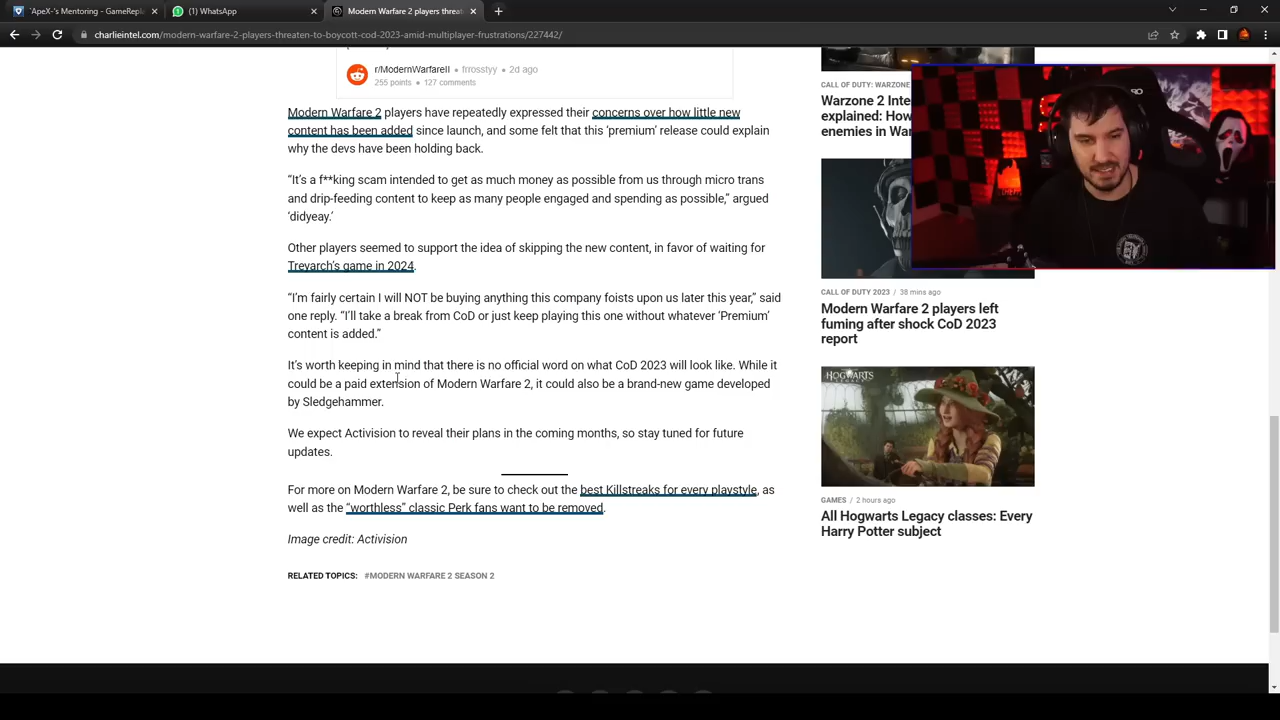 `ApeX-'s Mentoring - GameRepla
(1) WhatsApp
Modern Warfare 2 players threat
charlieintel.com/modern-warfare-2-players-threaten-to-boycott-cod-2023-amid-multiplayer-frustrations/227442/
r/ModernWarfareII • frrosstyy • 2d ago
255 points • 127 comments
Modern Warfare 2 players have repeatedly expressed their concerns over how little new
content has been added since launch, and some felt that this ‘premium’ release could explain
why the devs have been holding back.
“It’s a f**king scam intended to get as much money as possible from us through micro trans
and drip-feeding content to keep as many people engaged and spending as possible,” argued
‘didyeay.’
Other players seemed to support the idea of skipping the new content, in favor of waiting for
Treyarch’s game in 2024.
“I’m fairly certain I will NOT be buying anything this company foists upon us later this year,” said
one reply. “I’ll take a break from CoD or just keep playing this one without whatever ‘Premium’
content is added.”
It’s worth keeping in mind that there is no official word on what CoD 2023 will look like. While it
could be a paid extension of Modern Warfare 2, it could also be a brand-new game developed
by Sledgehammer.
We expect Activision to reveal their plans in the coming months, so stay tuned for future
updates.
For more on Modern Warfare 2, be sure to check out the best Killstreaks for every playstyle, as
well as the “worthless” classic Perk fans want to be removed.
Image credit: Activision
RELATED TOPICS: #MODERN WARFARE 2 SEASON 2
CALL OF DUTY: WARZONE
Warzone 2 Inte
explained: How
enemies in War
CALL OF DUTY 2023 / 38 mins ago
Modern Warfare 2 players left
fuming after shock CoD 2023
report
HOGWARTS
LEGACY
GAMES / 2 hours ago
All Hogwarts Legacy classes: Every
Harry Potter subject